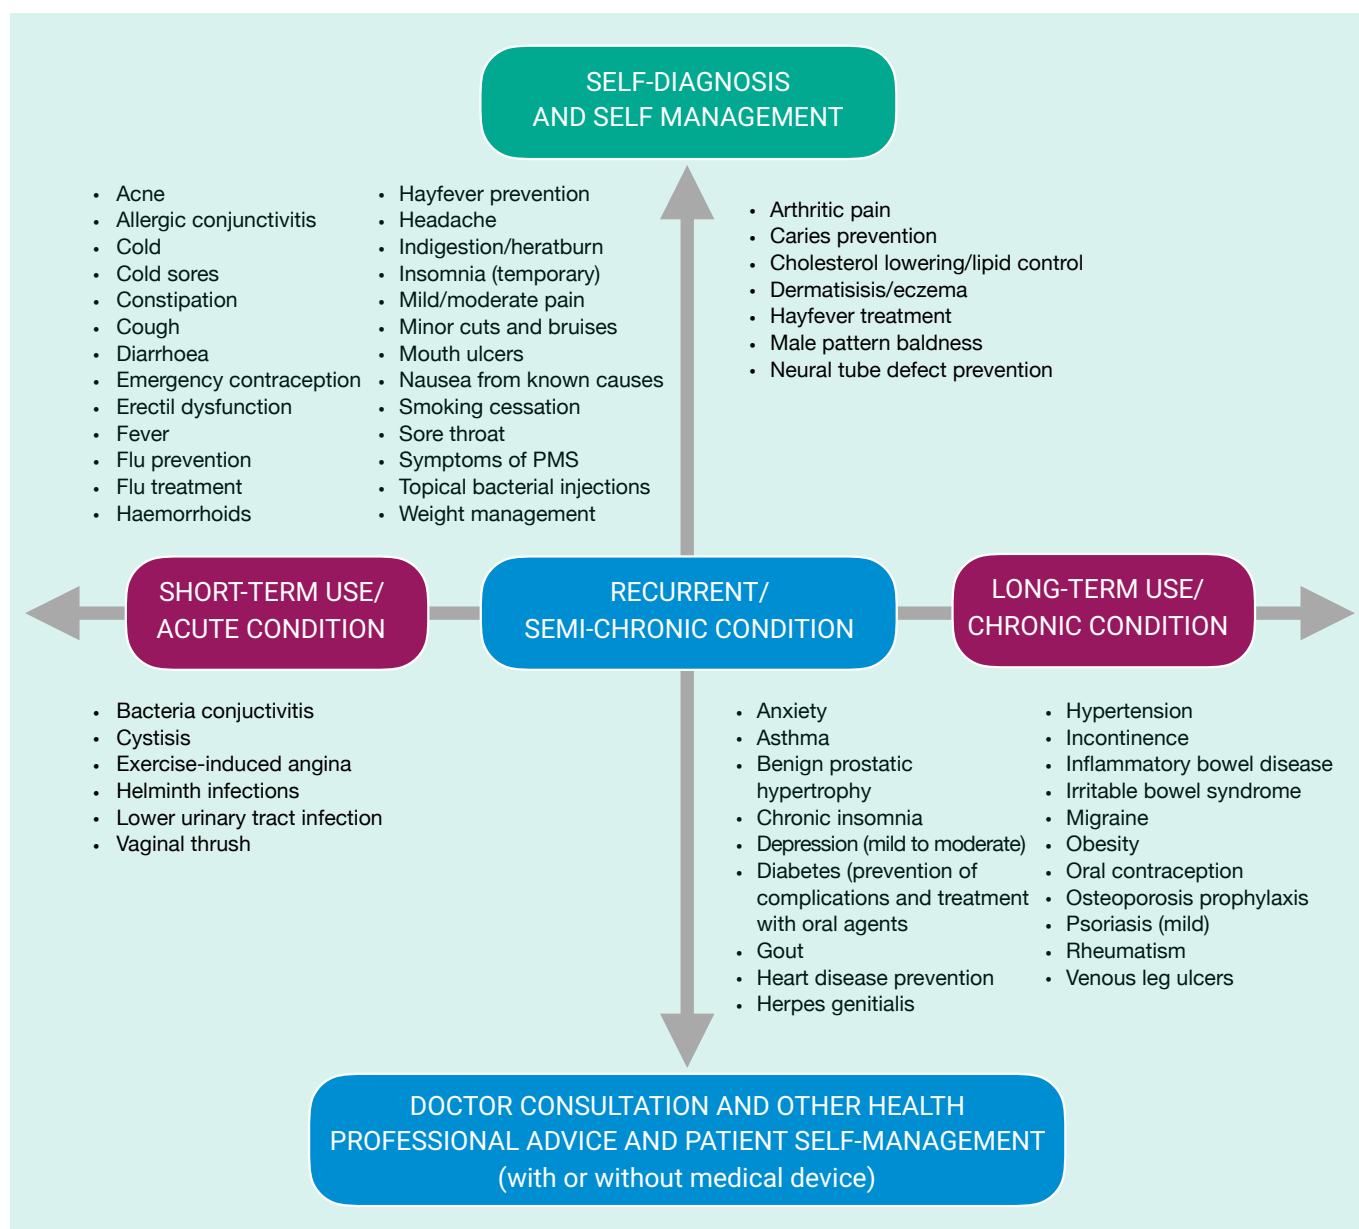 SELF-DIAGNOSIS
AND SELF MANAGEMENT
• Acne
• Allergic conjunctivitis
• Cold
• Cold sores
• Constipation
• Cough
• Diarrhoea
• Emergency contraception
• Erectil dysfunction
• Fever
• Flu prevention
• Flu treatment
• Haemorrhoids
• Hayfever prevention
• Headache
• Indigestion/heratburn
• Insomnia (temporary)
• Mild/moderate pain
• Minor cuts and bruises
• Mouth ulcers
• Nausea from known causes
• Smoking cessation
• Sore throat
• Symptoms of PMS
• Topical bacterial injections
• Weight management
• Arthritic pain
• Caries prevention
• Cholesterol lowering/lipid control
• Dermatisisis/eczema
• Hayfever treatment
• Male pattern baldness
• Neural tube defect prevention
SHORT-TERM USE/
ACUTE CONDITION
RECURRENT/
SEMI-CHRONIC CONDITION
LONG-TERM USE/
CHRONIC CONDITION
• Bacteria conjuctivitis
• Cystisis
• Exercise-induced angina
• Helminth infections
• Lower urinary tract infection
• Vaginal thrush
• Anxiety
• Asthma
• Benign prostatic
hypertrophy
• Chronic insomnia
• Depression (mild to moderate)
• Diabetes (prevention of
complications and treatment
with oral agents
• Gout
• Heart disease prevention
• Herpes genitialis
• Hypertension
• Incontinence
• Inflammatory bowel disease
• Irritable bowel syndrome
• Migraine
• Obesity
• Oral contraception
• Osteoporosis prophylaxis
• Psoriasis (mild)
• Rheumatism
• Venous leg ulcers
DOCTOR CONSULTATION AND OTHER HEALTH
PROFESSIONAL ADVICE AND PATIENT SELF-MANAGEMENT
(with or without medical device)